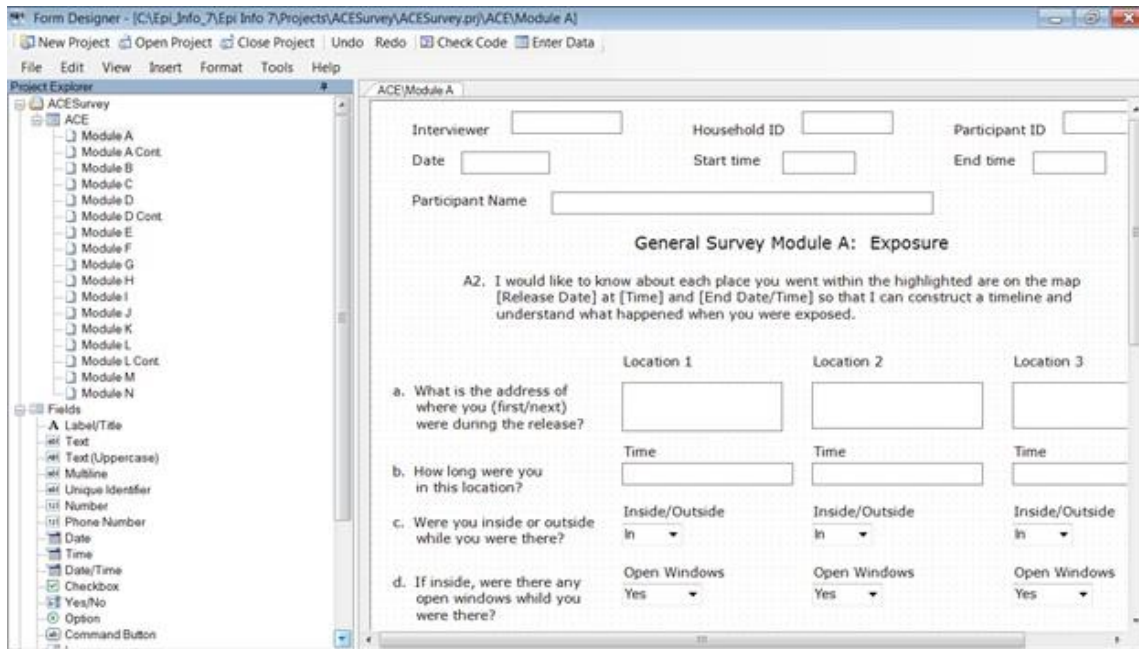 Form Designer - [C:\Epi_Info_7\Epi Info 7\Projects\ACESurvey\ACESurvey.prj\ACE\Module A]
New Project Open Project Close Project Undo Redo Check Code Enter Data
File Edit View Insert Format Tools Help
Project Explorer
ACESurvey
ACE
Module A
Module A Cont.
Module B
Module C
Module D
Module D Cont.
Module E
Module F
Module G
Module H
Module I
Module J
Module K
Module L
Module L Cont.
Module M
Module N
Fields
A Label/Title
Text
Text (Uppercase)
Multiline
Unique Identifier
Number
Phone Number
Date
Time
Date/Time
Checkbox
Yes/No
Option
Command Button
ACE\Module A
Interviewer Household ID Participant ID
Date Start time End time
Participant Name
General Survey Module A: Exposure
A2. I would like to know about each place you went within the highlighted are on the map
[Release Date] at [Time] and [End Date/Time] so that I can construct a timeline and
understand what happened when you were exposed.
Location 1 Location 2 Location 3
a. What is the address of
where you (first/next)
were during the release?
Time Time Time
b. How long were you
in this location?
Inside/Outside Inside/Outside Inside/Outside
c. Were you inside or outside
while you were there?
In In In
Open Windows Open Windows Open Windows
d. If inside, were there any
open windows whild you
were there?
Yes Yes Yes